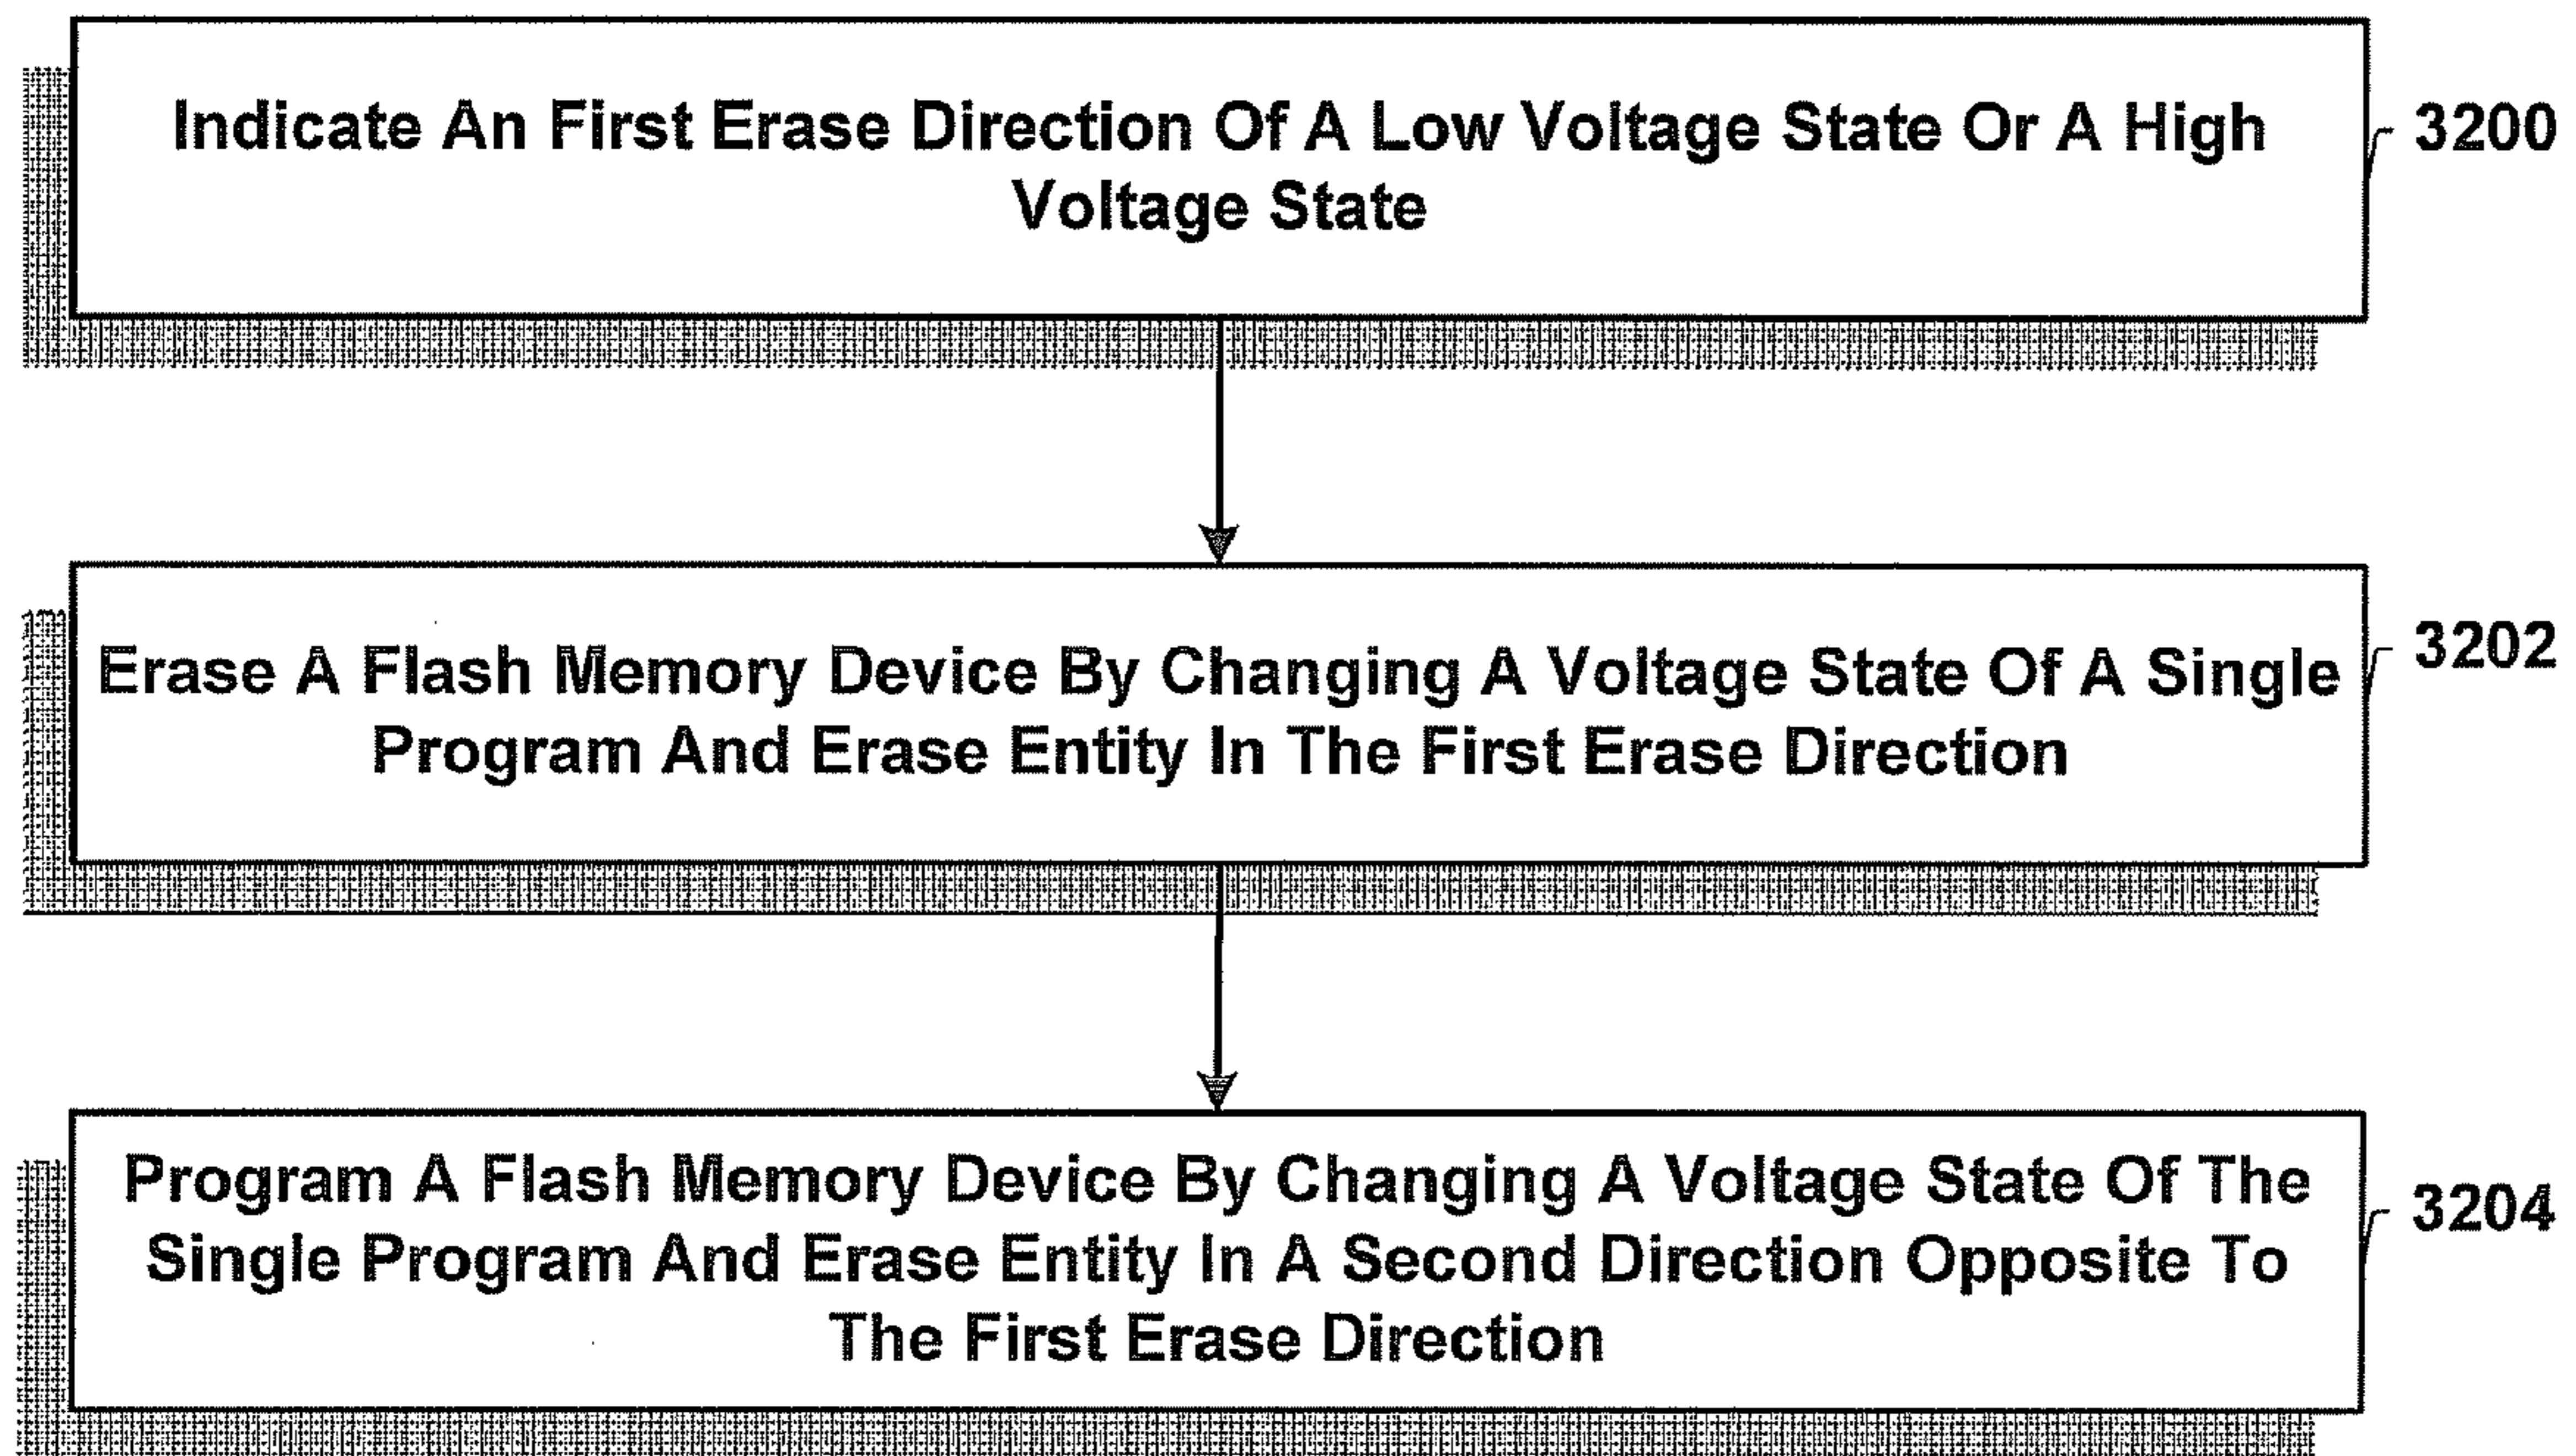 Indicate An First Erase Direction Of A Low Voltage State Or A High
Voltage State
3200
Erase A Flash Memory Device By Changing A Voltage State Of A Single
Program And Erase Entity In The First Erase Direction
3202
Program A Flash Memory Device By Changing A Voltage State Of The
Single Program And Erase Entity In A Second Direction Opposite To
The First Erase Direction
3204